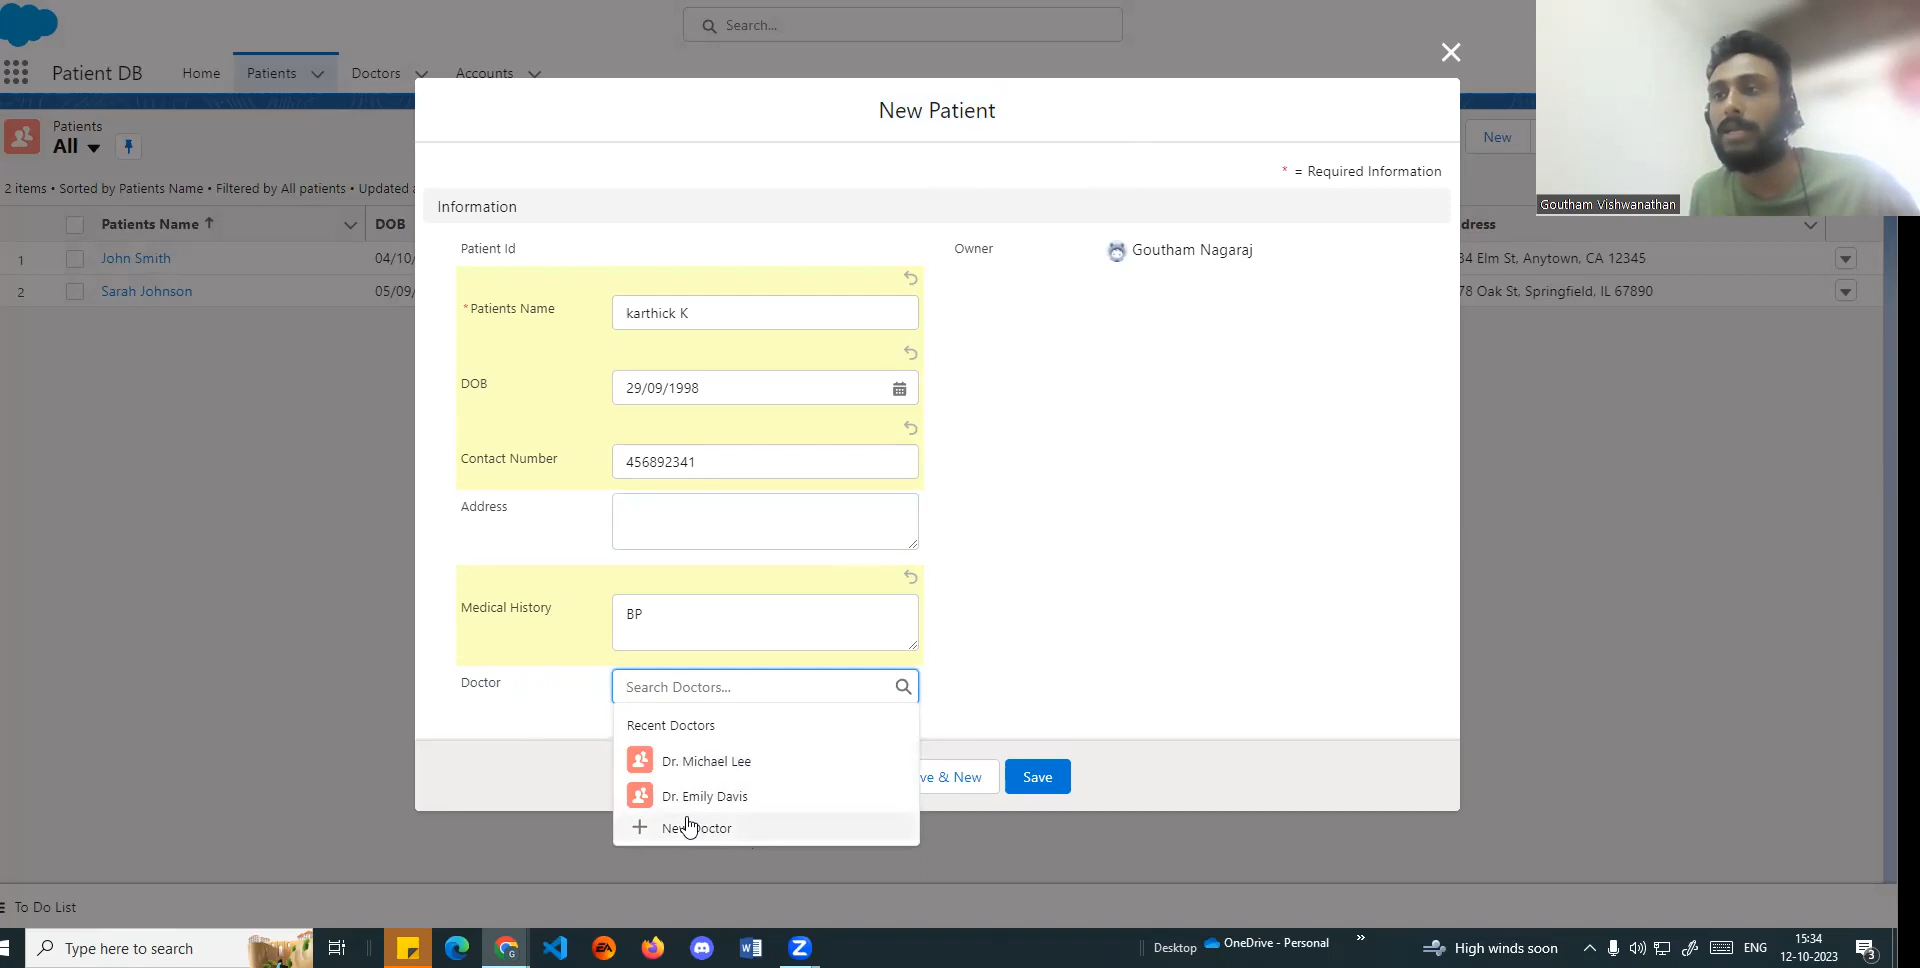 Search...
Patient DB
Home
Patients
Doctors
Accounts
New Patient
Patients
All
New
Goutham Vishwanathan
* = Required Information
2 items • Sorted by Patients Name • Filtered by All patients • Updated
Information
Patients Name ↑
DOB
dress
Patient Id
Owner
Goutham Nagaraj
1
John Smith
04/10/
34 Elm St, Anytown, CA 12345
2
Sarah Johnson
05/09/
78 Oak St, Springfield, IL 67890
*Patients Name
karthick K
DOB
29/09/1998
Contact Number
456892341
Address
Medical History
BP
Doctor
Search Doctors...
Recent Doctors
Dr. Michael Lee
Dr. Emily Davis
New Doctor
ve & New
Save
To Do List
Type here to search
Desktop
OneDrive - Personal
High winds soon
ENG
15:34
12-10-2023
3